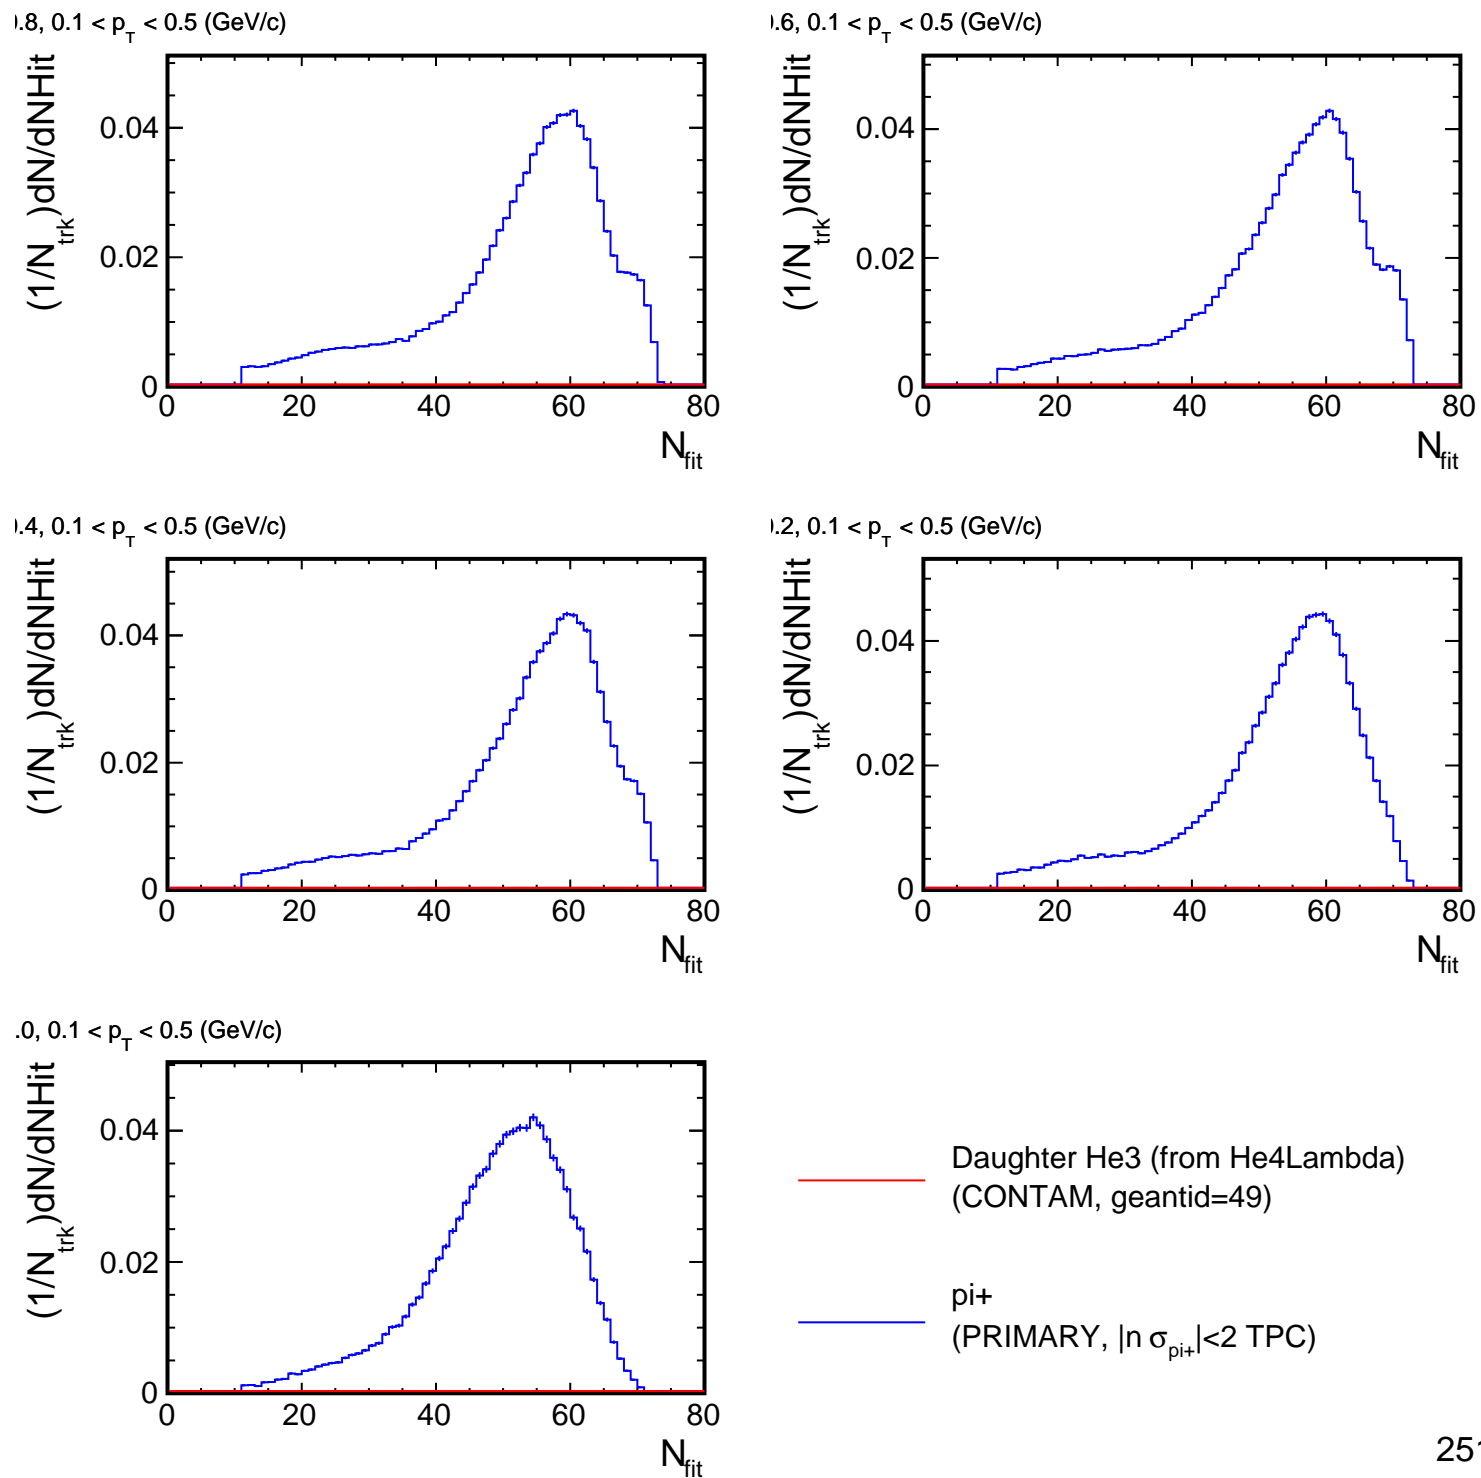 ).8, 0.1 < p_T < 0.5 (GeV/c)
(1/N_trk)dN/dNHit
0.04
0.02
0
0 20 40 60 80
N_fit
).6, 0.1 < p_T < 0.5 (GeV/c)
(1/N_trk)dN/dNHit
0.04
0.02
0
0 20 40 60 80
N_fit
).4, 0.1 < p_T < 0.5 (GeV/c)
(1/N_trk)dN/dNHit
0.04
0.02
0
0 20 40 60 80
N_fit
).2, 0.1 < p_T < 0.5 (GeV/c)
(1/N_trk)dN/dNHit
0.04
0.02
0
0 20 40 60 80
N_fit
.0, 0.1 < p_T < 0.5 (GeV/c)
(1/N_trk)dN/dNHit
0.04
0.02
0
0 20 40 60 80
N_fit
Daughter He3 (from He4Lambda)
(CONTAM, geantid=49)
pi+
(PRIMARY, |n σ_pi+|<2 TPC)
251